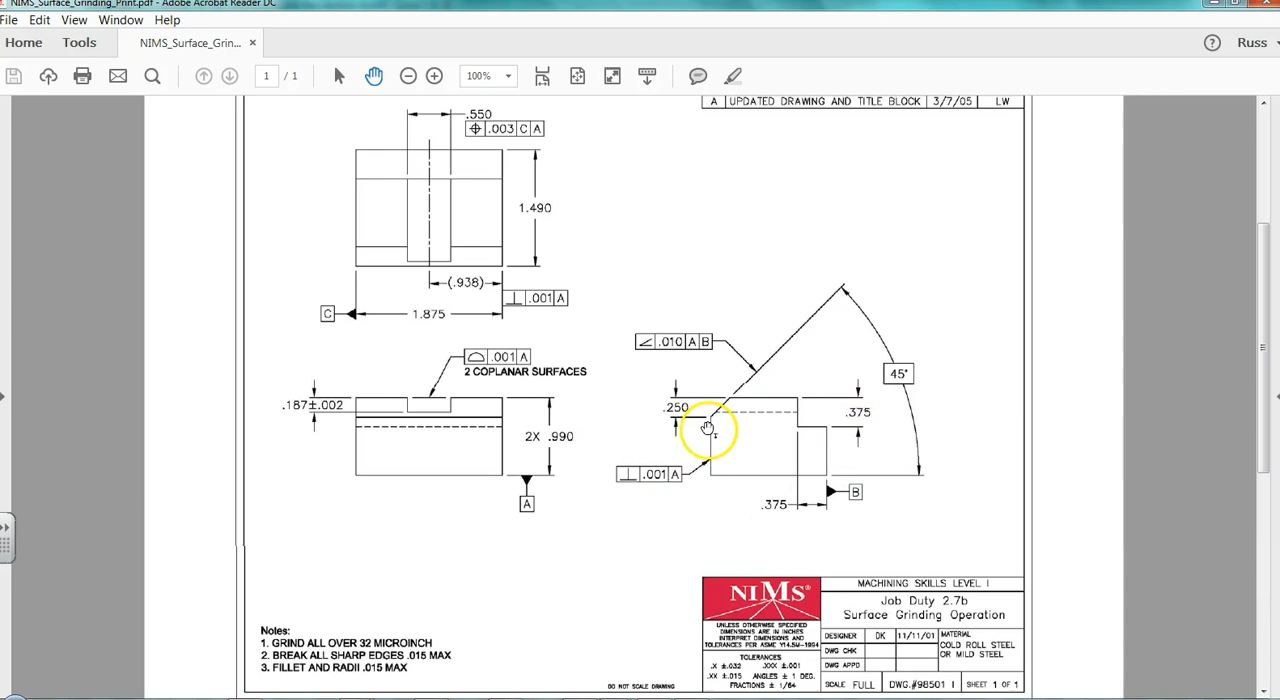 NIMS_Surface_Grinding_Print.pdf - Adobe Acrobat Reader DC
File Edit View Window Help
Home Tools NIMS_Surface_Grin... ×
? Russ
1 / 1 100%
A UPDATED DRAWING AND TITLE BLOCK 3/7/05 LW
.550
⌖ .003 C A
1.490
(.938)
⊥ .001 A
C
1.875
⌓ .001 A
2 COPLANAR SURFACES
∠ .010 A B
45°
.187±.002
.250
.375
2X .990
⊥ .001 A
A
B
.375
NIMS®
MACHINING SKILLS LEVEL I
Job Duty 2.7b
Surface Grinding Operation
UNLESS OTHERWISE SPECIFIED
DIMENSIONS ARE IN INCHES
INTERPRET DIMENSIONS AND
TOLERANCES PER ASME Y14.5M-1994
TOLERANCES
.X ±.032 .XXX ±.001
.XX ±.015 ANGLES ± 1 DEG.
FRACTIONS ± 1/64
DESIGNER DK 11/11/01
DWG CHK
DWG APPD
MATERIAL
COLD ROLL STEEL
OR MILD STEEL
SCALE FULL DWG.#98501 I SHEET 1 OF 1
Notes:
1. GRIND ALL OVER 32 MICROINCH
2. BREAK ALL SHARP EDGES .015 MAX
3. FILLET AND RADII .015 MAX
DO NOT SCALE DRAWING